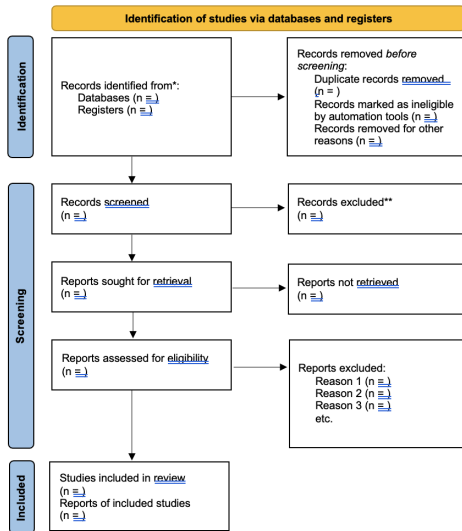 Identification of studies via databases and registers
Identification
Records identified from*:
Databases (n = )
Registers (n = )
Records removed before
screening:
Duplicate records removed
(n = )
Records marked as ineligible
by automation tools (n = )
Records removed for other
reasons (n = )
Screening
Records screened
(n = )
Records excluded**
(n = )
Reports sought for retrieval
(n = )
Reports not retrieved
(n = )
Reports assessed for eligibility
(n = )
Reports excluded:
Reason 1 (n = )
Reason 2 (n = )
Reason 3 (n = )
etc.
Included
Studies included in review
(n = )
Reports of included studies
(n = )